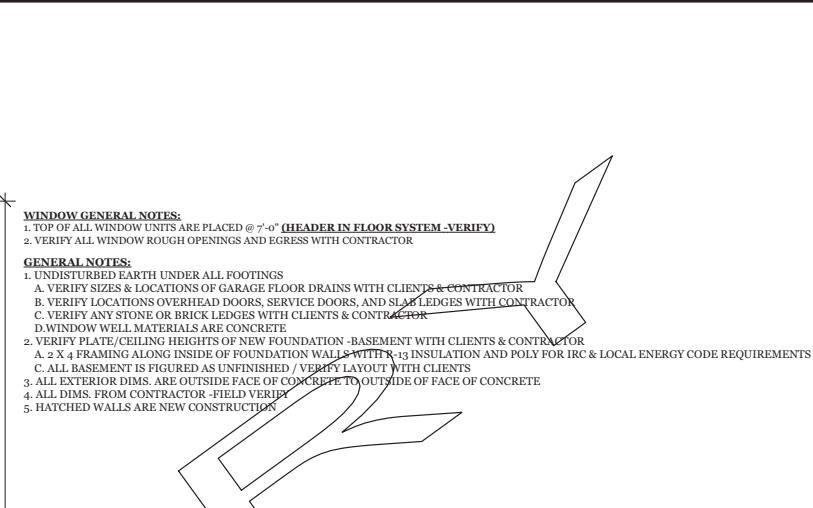 WINDOW GENERAL NOTES:
1. TOP OF ALL WINDOW UNITS ARE PLACED @ 7'-0" (HEADER IN FLOOR SYSTEM -VERIFY)
2. VERIFY ALL WINDOW ROUGH OPENINGS AND EGRESS WITH CONTRACTOR
GENERAL NOTES:
1. UNDISTURBED EARTH UNDER ALL FOOTINGS
A. VERIFY SIZES & LOCATIONS OF GARAGE FLOOR DRAINS WITH CLIENTS & CONTRACTOR
B. VERIFY LOCATIONS OVERHEAD DOORS, SERVICE DOORS, AND SLAB LEDGES WITH CONTRACTOR
C. VERIFY ANY STONE OR BRICK LEDGES WITH CLIENTS & CONTRACTOR
D.WINDOW WELL MATERIALS ARE CONCRETE
2. VERIFY PLATE/CEILING HEIGHTS OF NEW FOUNDATION -BASEMENT WITH CLIENTS & CONTRACTOR
A. 2 X 4 FRAMING ALONG INSIDE OF FOUNDATION WALLS WITH R-13 INSULATION AND POLY FOR IRC & LOCAL ENERGY CODE REQUIREMENTS
C. ALL BASEMENT IS FIGURED AS UNFINISHED / VERIFY LAYOUT WITH CLIENTS
3. ALL EXTERIOR DIMS. ARE OUTSIDE FACE OF CONCRETE TO OUTSIDE OF FACE OF CONCRETE
4. ALL DIMS. FROM CONTRACTOR -FIELD VERIFY
5. HATCHED WALLS ARE NEW CONSTRUCTION